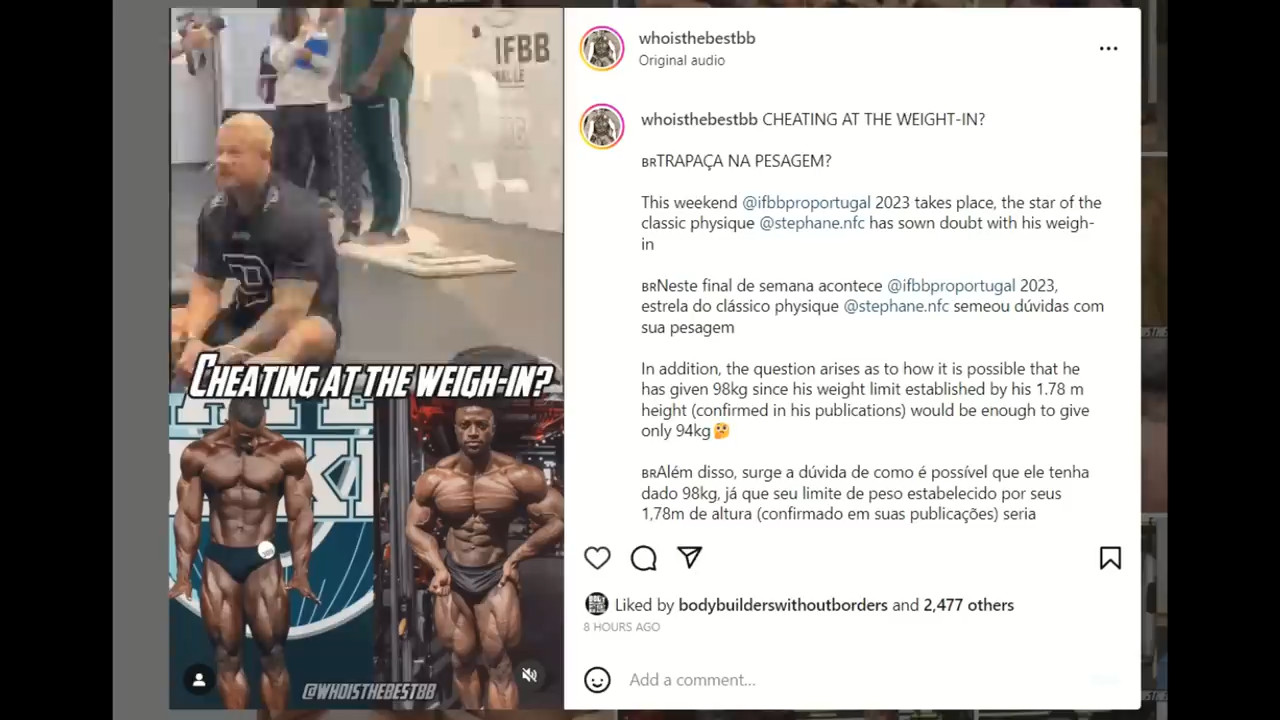 IFBB
CHEATING AT THE WEIGH-IN?
@WHOISTHEBESTBB
whoisthebestbb
Original audio
whoisthebestbb CHEATING AT THE WEIGHT-IN?
BRTRAPAÇA NA PESAGEM?
This weekend @ifbbproportugal 2023 takes place, the star of the
classic physique @stephane.nfc has sown doubt with his weigh-
in
BRNeste final de semana acontece @ifbbproportugal 2023,
estrela do clássico physique @stephane.nfc semeou dúvidas com
sua pesagem
In addition, the question arises as to how it is possible that he
has given 98kg since his weight limit established by his 1.78 m
height (confirmed in his publications) would be enough to give
only 94kg🤔
BRAlém disso, surge a dúvida de como é possível que ele tenha
dado 98kg, já que seu limite de peso estabelecido por seus
1,78m de altura (confirmado em suas publicações) seria
Liked by bodybuilderswithoutborders and 2,477 others
8 HOURS AGO
Add a comment...